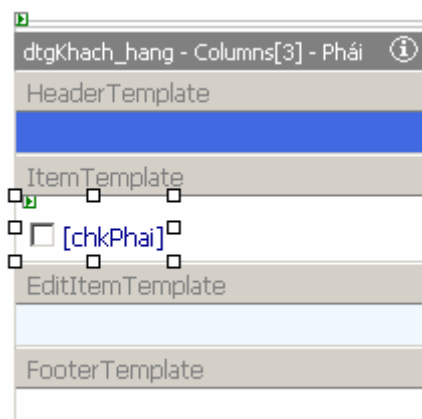 dtgKhach_hang - Columns[3] - Phái
HeaderTemplate
ItemTemplate
[chkPhai]
EditItemTemplate
FooterTemplate